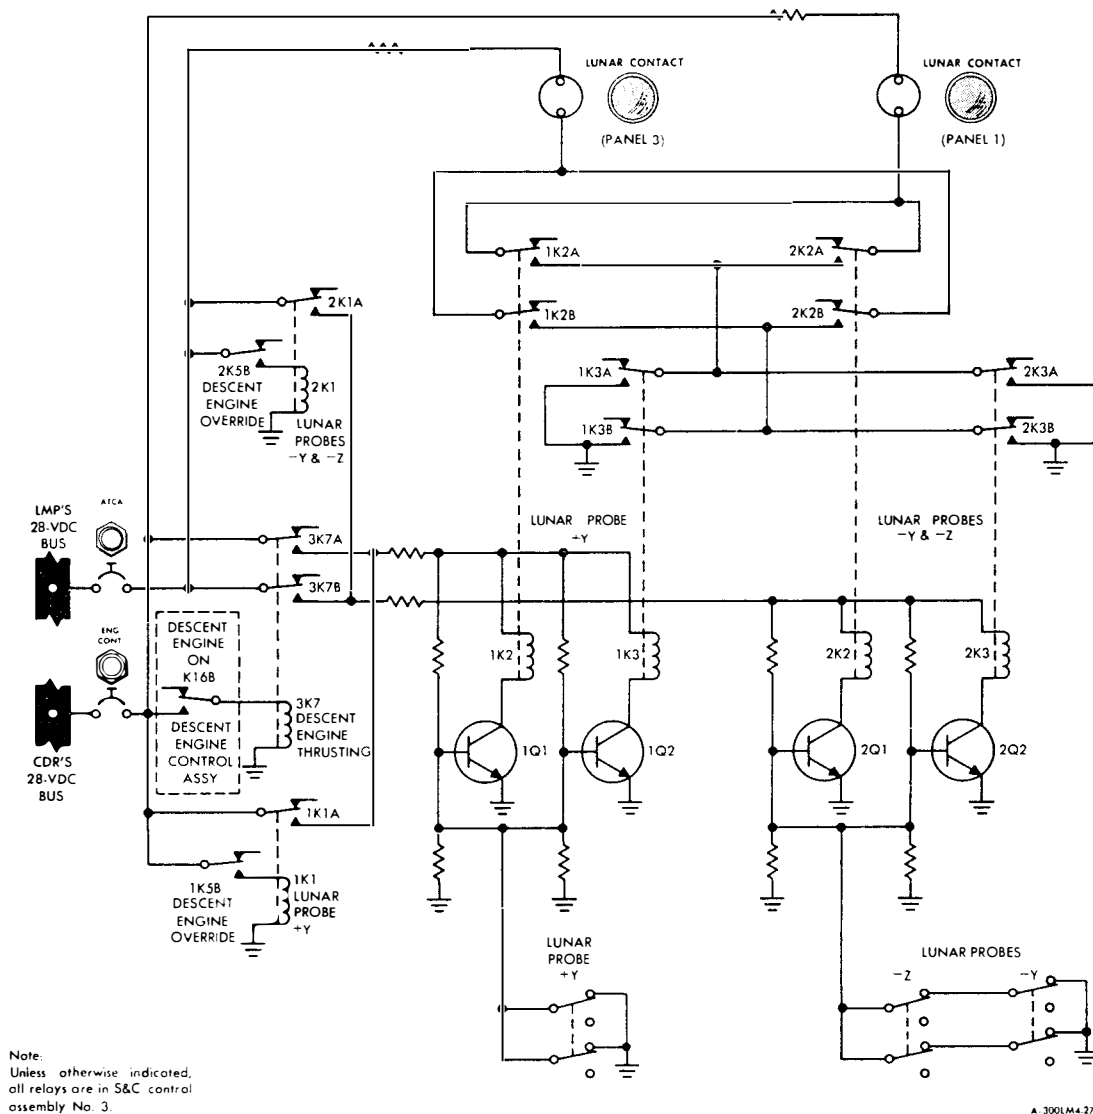 LUNAR CONTACT
(PANEL 3)
LUNAR CONTACT
(PANEL 1)
1K2A
2K2A
1K2B
2K2B
2K1A
2K5B
DESCENT
ENGINE
OVERRIDE
2K1
LUNAR
PROBES
-Y & -Z
1K3A
2K3A
1K3B
2K3B
LMP'S
28-VDC
BUS
ATCA
3K7A
3K7B
LUNAR PROBE
+Y
LUNAR PROBES
-Y & -Z
ENG
CONT
CDR'S
28-VDC
BUS
DESCENT
ENGINE
ON
K16B
DESCENT
ENGINE
CONTROL
ASSY
3K7
DESCENT
ENGINE
THRUSTING
1K2
1K3
2K2
2K3
1Q1
1Q2
2Q1
2Q2
1K1A
1K5B
DESCENT
ENGINE
OVERRIDE
1K1
LUNAR
PROBE
+Y
LUNAR
PROBE
+Y
LUNAR PROBES
-Z
-Y
Note:
Unless otherwise indicated,
all relays are in S&C control
assembly No. 3.
A-300LM4-27